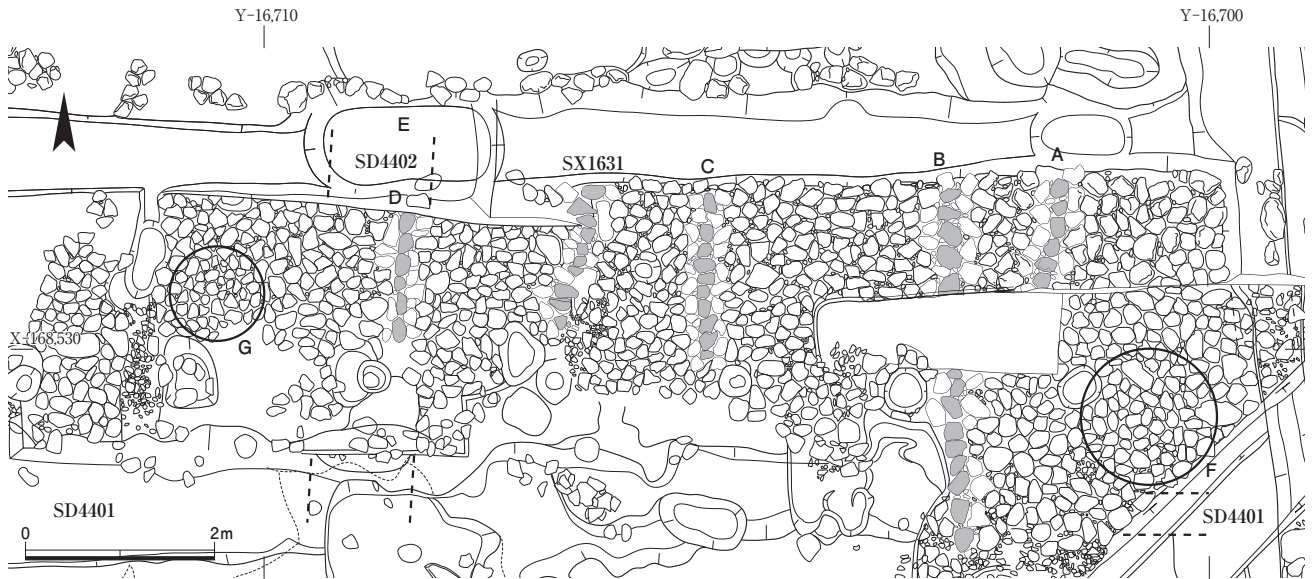 Y-16,710
Y-16,700
E
SD4402
SX1631
C
B
A
D
G
X-168,530
F
SD4401
SD4401
0 2m